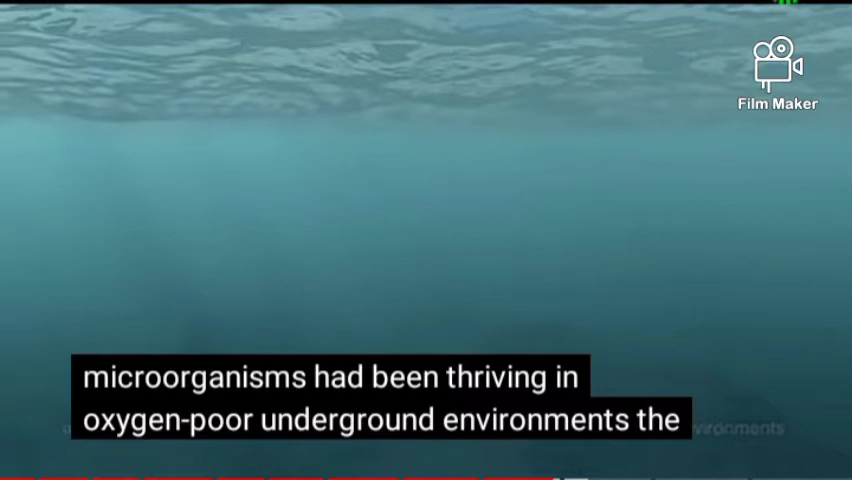 Film Maker
microorganisms had been thriving in
oxygen-poor underground environments the